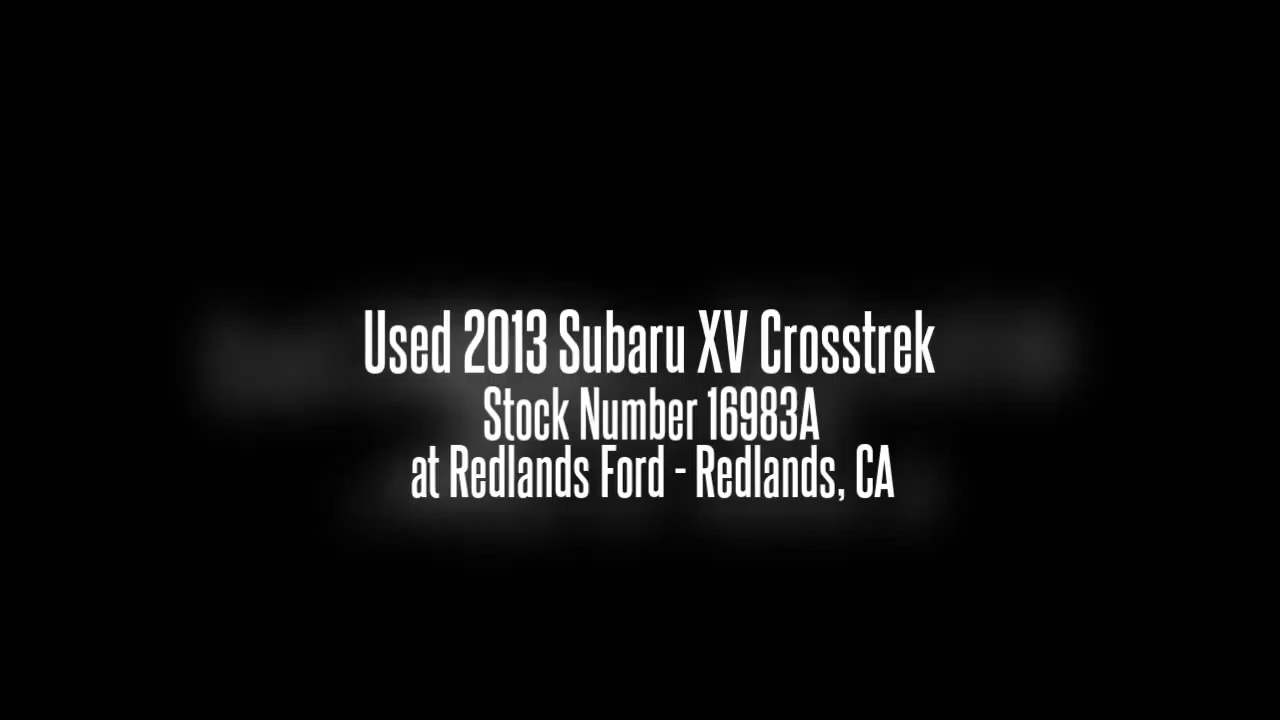 Used 2013 Subaru XV Crosstrek
Stock Number 16983A
at Redlands Ford - Redlands, CA